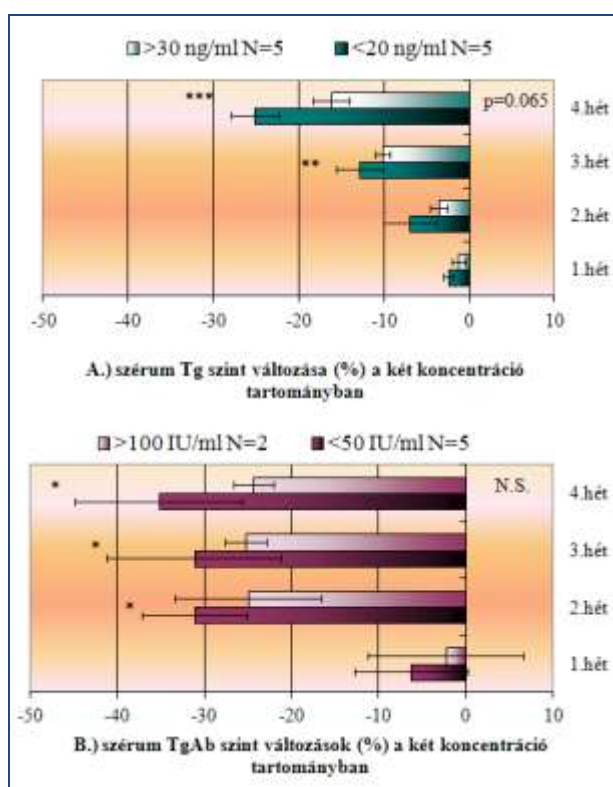 >30 ng/ml N=5 <20 ng/ml N=5
*** p=0.065 4.hét
** 3.hét
2.hét
1.hét
-50 -40 -30 -20 -10 0 10
A.) szérum Tg szint változása (%) a két koncentráció
tartományban
>100 IU/ml N=2 <50 IU/ml N=5
* N.S. 4.hét
* 3.hét
* 2.hét
1.hét
-50 -40 -30 -20 -10 0 10
B.) szérum TgAb szint változások (%) a két koncentráció
tartományban